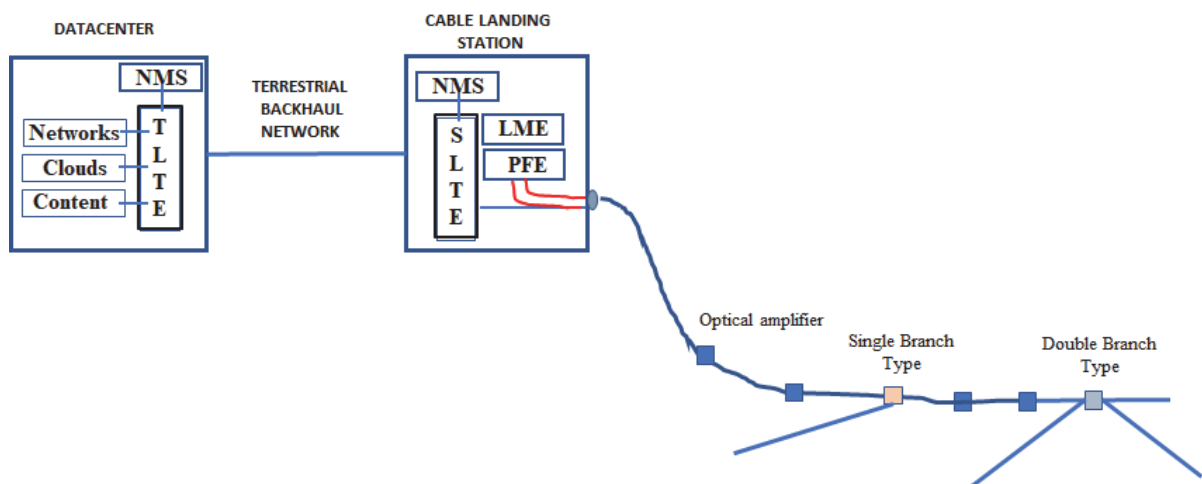 DATACENTER
NMS
Networks
Clouds
Content
T
L
T
E
TERRESTRIAL
BACKHAUL
NETWORK
CABLE LANDING
STATION
NMS
S
L
T
E
LME
PFE
Optical amplifier
Single Branch
Type
Double Branch
Type